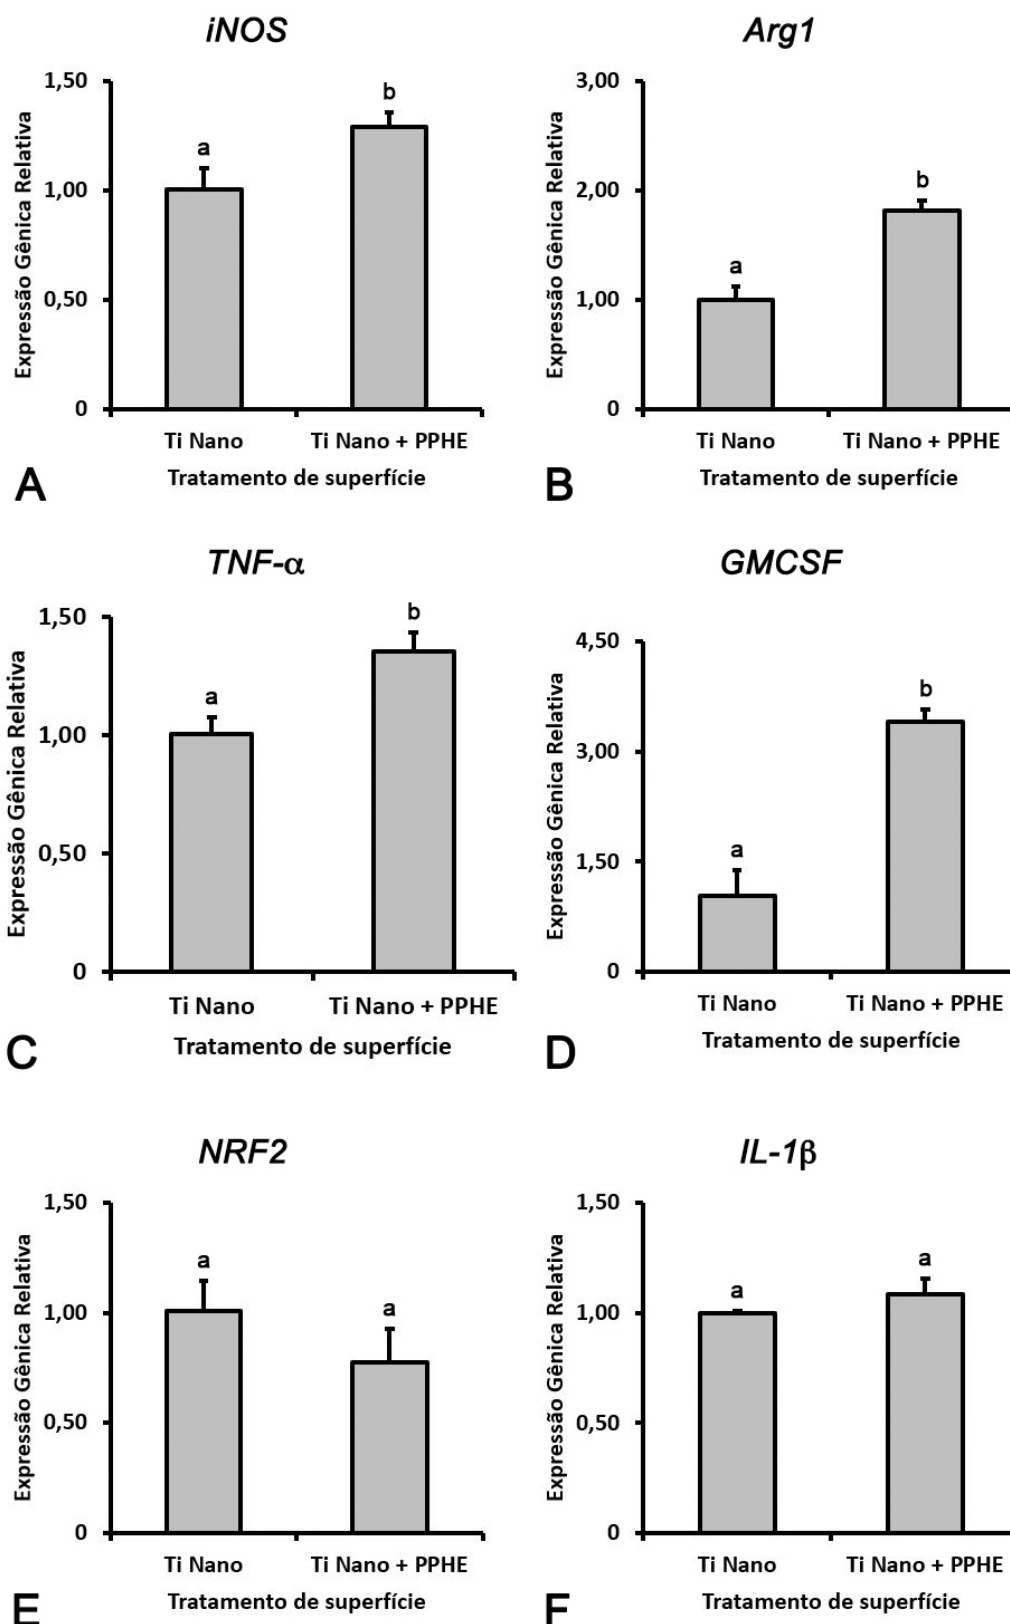 iNOS
Expressão Gênica Relativa
1,50
1,00
0,50
0
a
b
Ti Nano
Ti Nano + PPHE
Tratamento de superfície
A
Arg1
Expressão Gênica Relativa
3,00
2,00
1,00
0
a
b
Ti Nano
Ti Nano + PPHE
Tratamento de superfície
B
TNF-α
Expressão Gênica Relativa
1,50
1,00
0,50
0
a
b
Ti Nano
Ti Nano + PPHE
Tratamento de superfície
C
GMCSF
Expressão Gênica Relativa
4,50
3,00
1,50
0
a
b
Ti Nano
Ti Nano + PPHE
Tratamento de superfície
D
NRF2
Expressão Gênica Relativa
1,50
1,00
0,50
0
a
a
Ti Nano
Ti Nano + PPHE
Tratamento de superfície
E
IL-1β
Expressão Gênica Relativa
1,50
1,00
0,50
0
a
a
Ti Nano
Ti Nano + PPHE
Tratamento de superfície
F